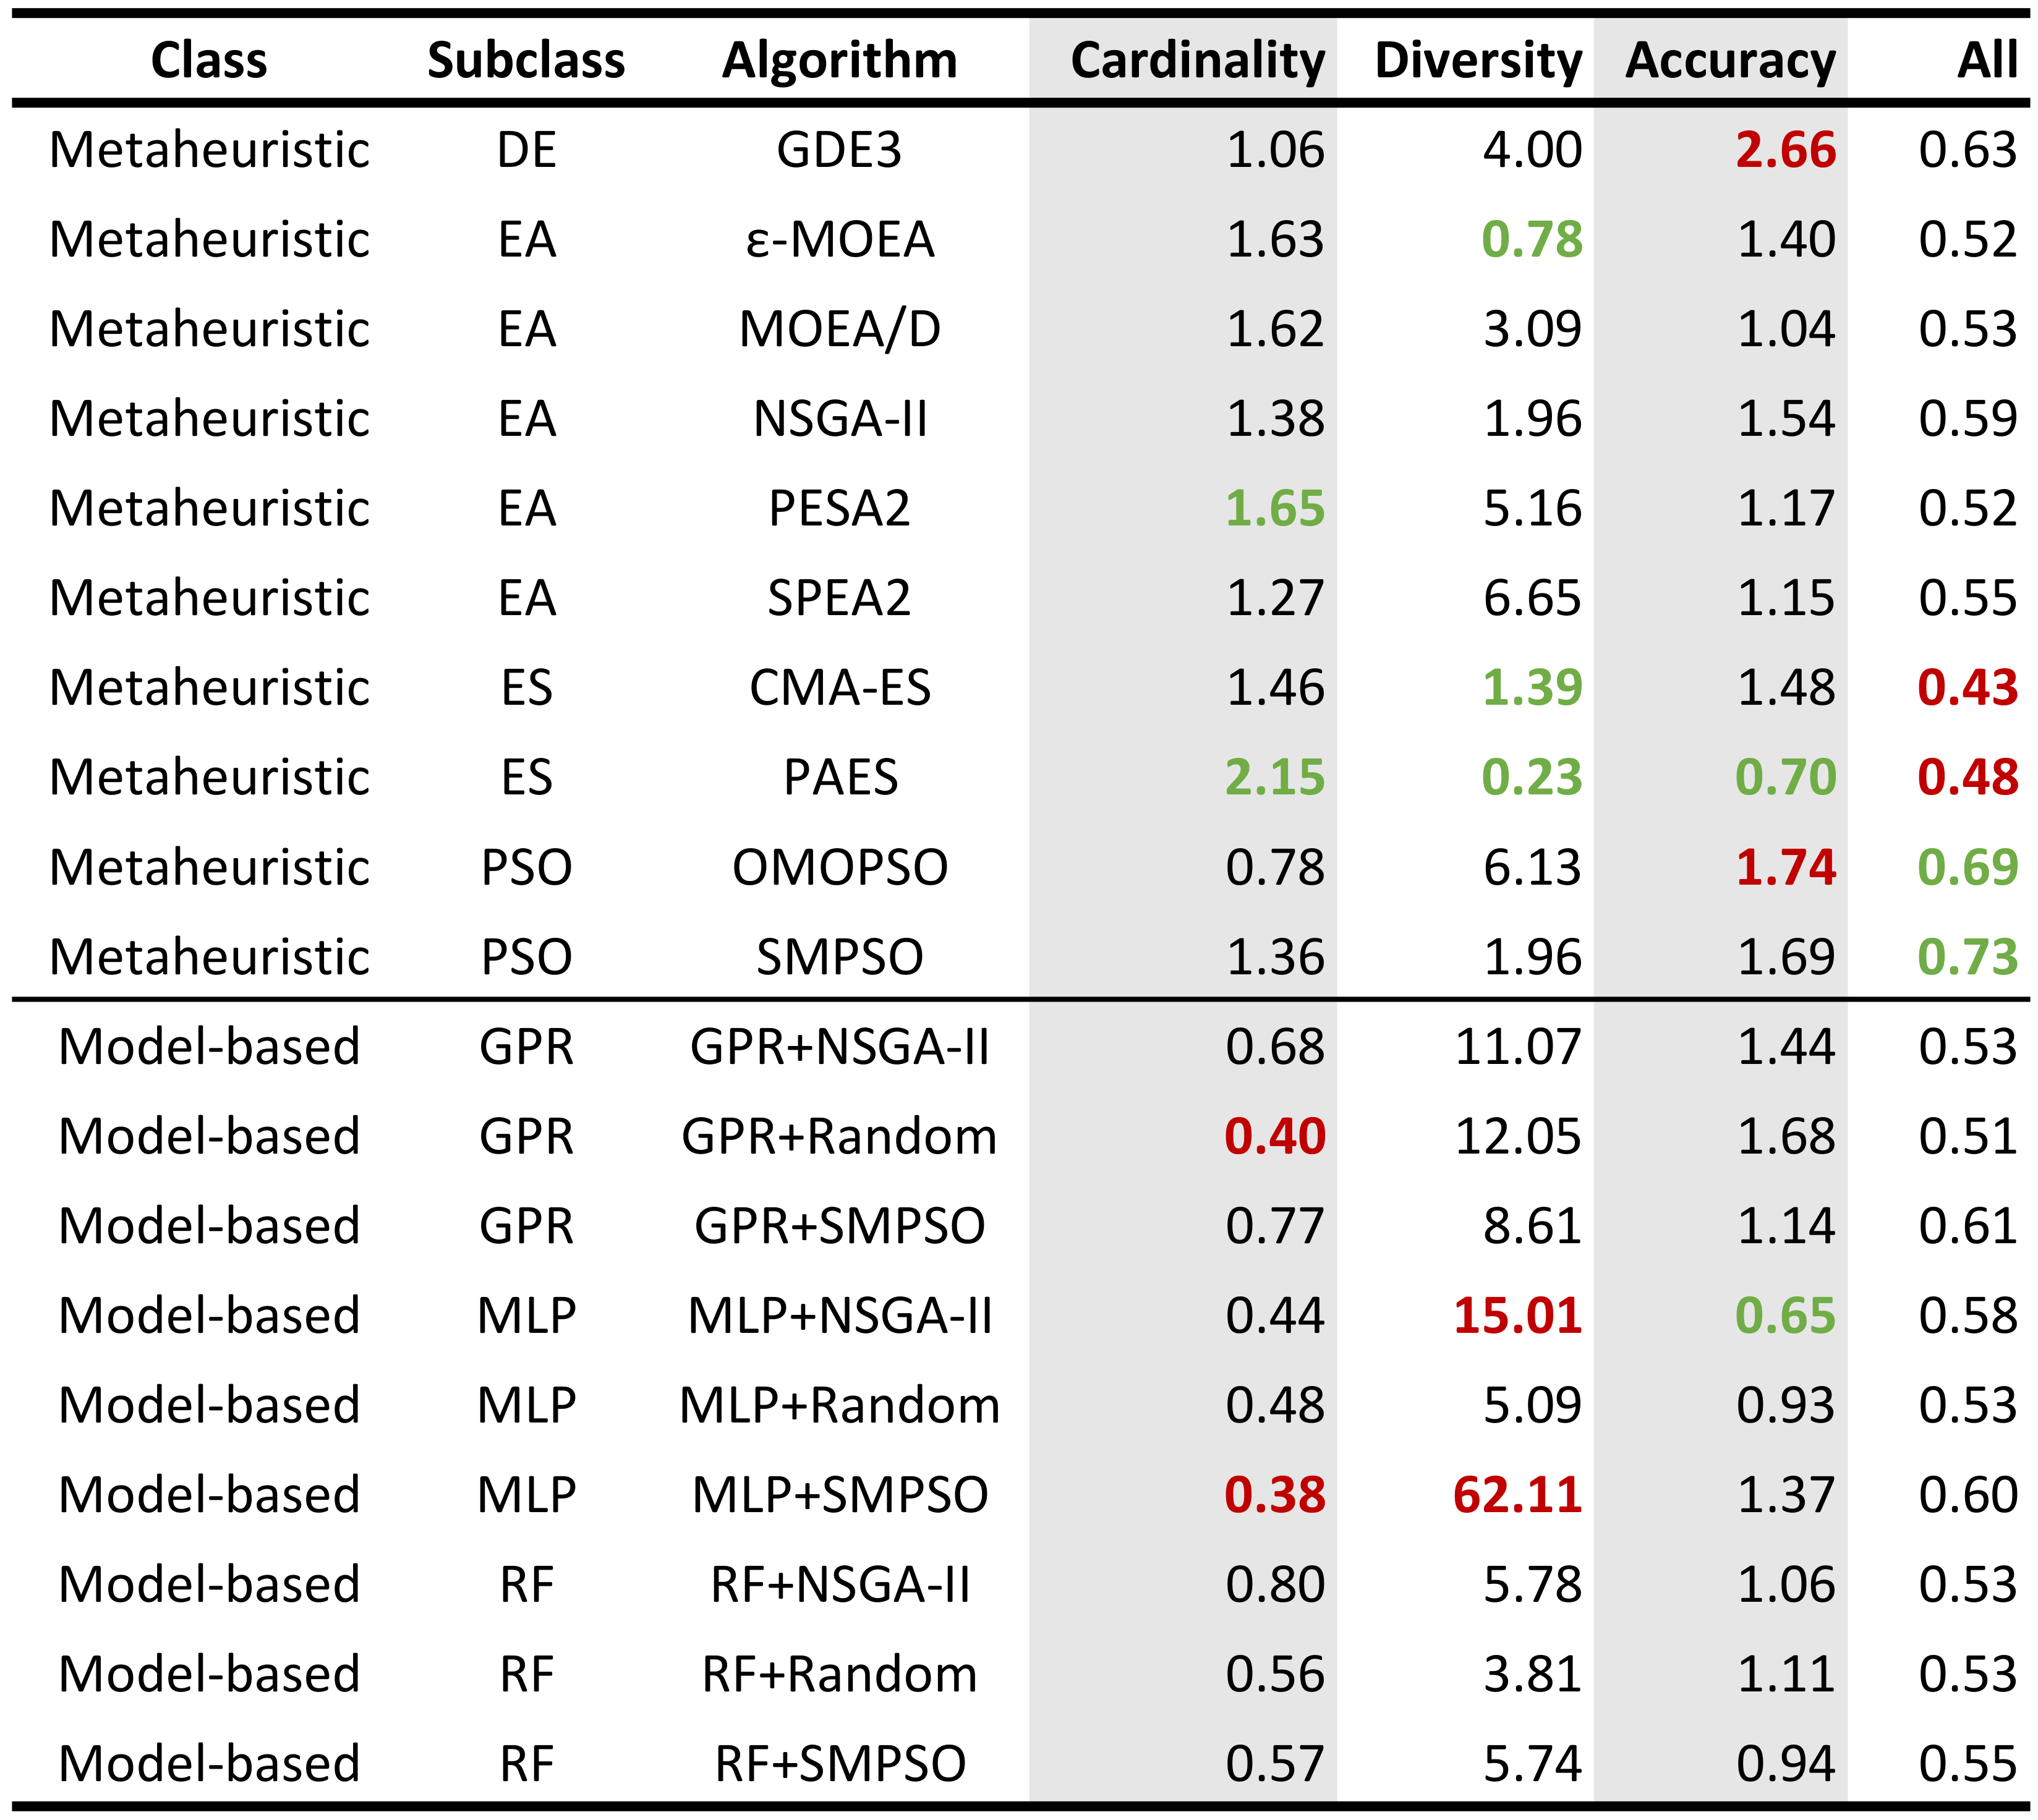 Class Subclass Algorithm Cardinality Diversity Accuracy All
Metaheuristic DE GDE3 1.06 4.00 2.66 0.63
Metaheuristic EA ε-MOEA 1.63 0.78 1.40 0.52
Metaheuristic EA MOEA/D 1.62 3.09 1.04 0.53
Metaheuristic EA NSGA-II 1.38 1.96 1.54 0.59
Metaheuristic EA PESA2 1.65 5.16 1.17 0.52
Metaheuristic EA SPEA2 1.27 6.65 1.15 0.55
Metaheuristic ES CMA-ES 1.46 1.39 1.48 0.43
Metaheuristic ES PAES 2.15 0.23 0.70 0.48
Metaheuristic PSO OMOPSO 0.78 6.13 1.74 0.69
Metaheuristic PSO SMPSO 1.36 1.96 1.69 0.73
Model-based GPR GPR+NSGA-II 0.68 11.07 1.44 0.53
Model-based GPR GPR+Random 0.40 12.05 1.68 0.51
Model-based GPR GPR+SMPSO 0.77 8.61 1.14 0.61
Model-based MLP MLP+NSGA-II 0.44 15.01 0.65 0.58
Model-based MLP MLP+Random 0.48 5.09 0.93 0.53
Model-based MLP MLP+SMPSO 0.38 62.11 1.37 0.60
Model-based RF RF+NSGA-II 0.80 5.78 1.06 0.53
Model-based RF RF+Random 0.56 3.81 1.11 0.53
Model-based RF RF+SMPSO 0.57 5.74 0.94 0.55